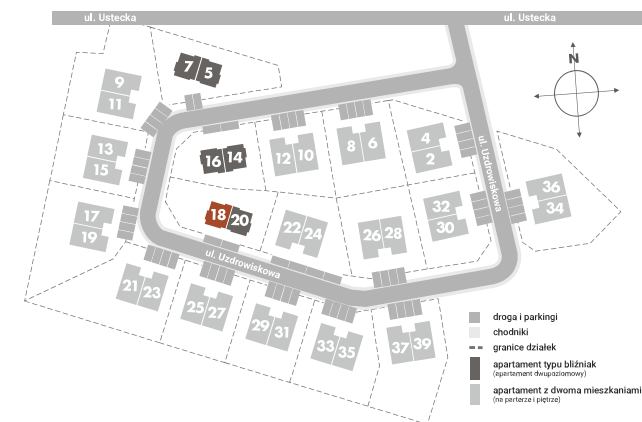 ul. Ustecka
ul. Ustecka
7 5
9
11
N
13
15
16 14
12 10
8 6
4
2
ul. Uzdrowiskowa
36
34
17
19
18 20
22 24
26 28
32
30
ul. Uzdrowiskowa
21 23
25 27
29 31
33 35
37 39
droga i parkingi
chodniki
granice działek
apartament typu bliźniak
(apartament dwupoziomowy)
apartament z dwoma mieszkaniami
(na parterze i piętrze)